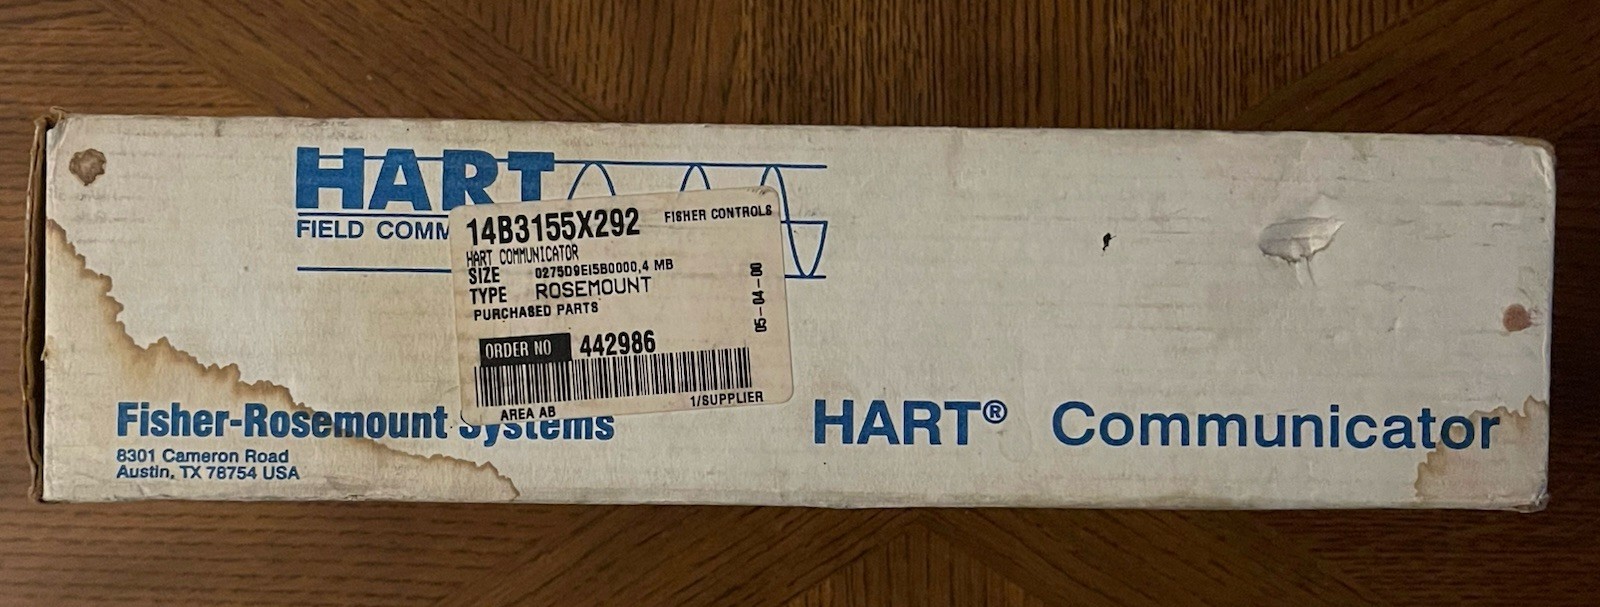 HART
FIELD COMM
14B3155X292 FISHER CONTROLS
HART COMMUNICATOR
SIZE 0275D9EI5B0000,4 MB
TYPE ROSEMOUNT
PURCHASED PARTS
05-04-00
ORDER NO 442986
AREA AB 1/SUPPLIER
Fisher-Rosemount Systems
8301 Cameron Road
Austin, TX 78754 USA
HART® Communicator